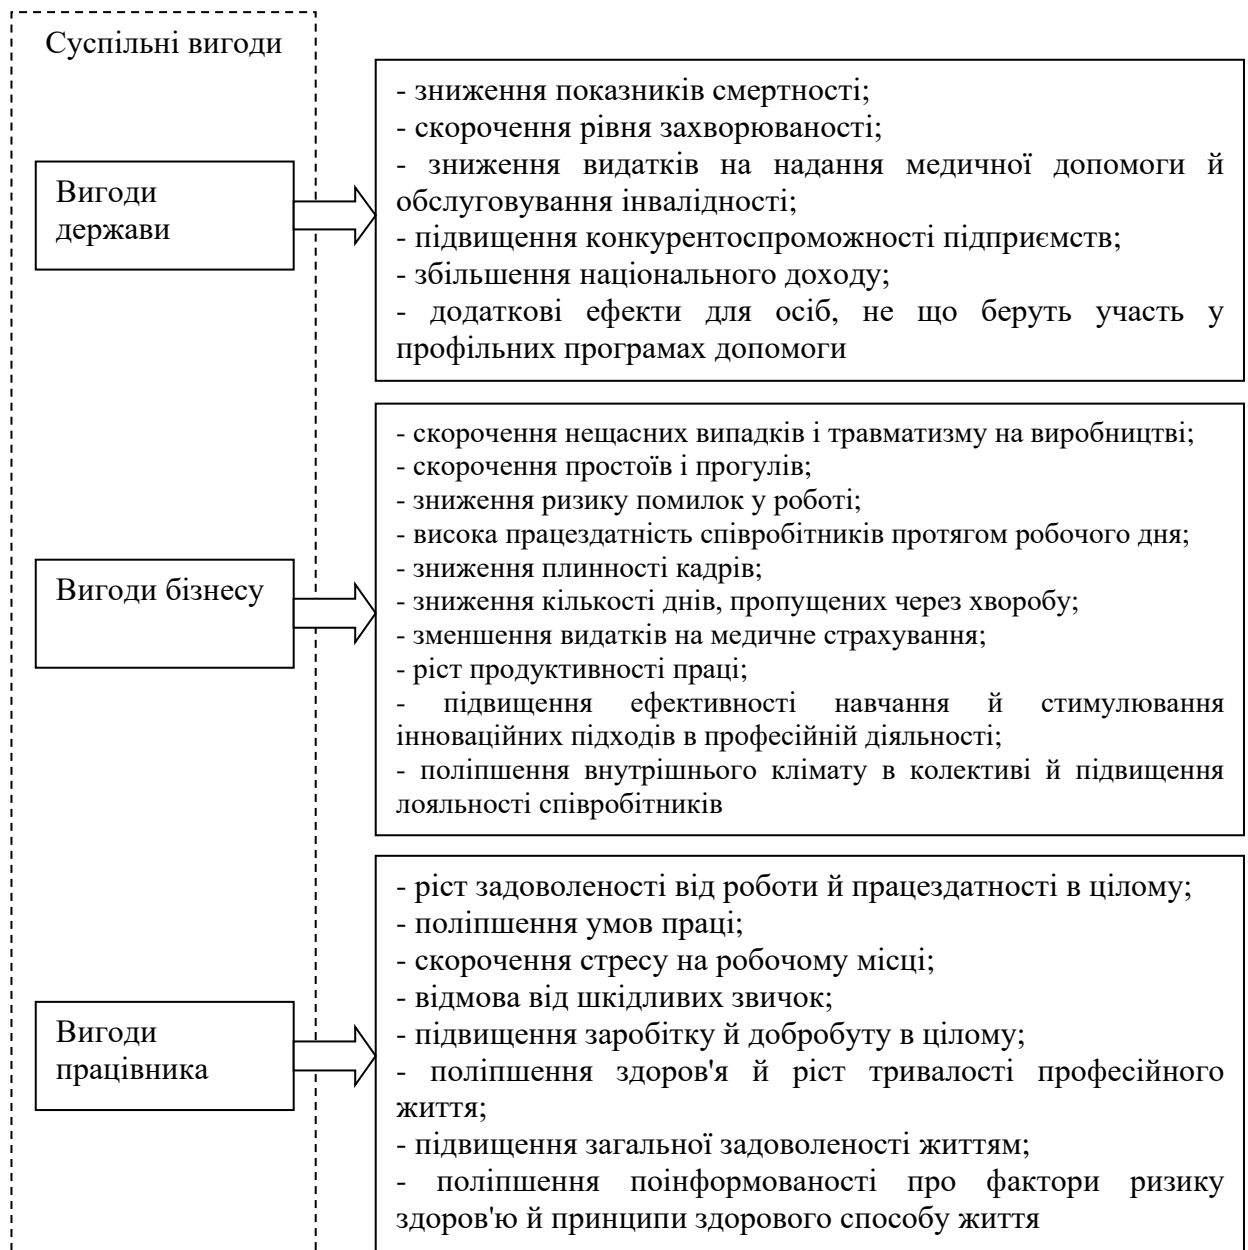 Суспільні вигоди
Вигоди
держави
- зниження показників смертності;
- скорочення рівня захворюваності;
- зниження видатків на надання медичної допомоги й
обслуговування інвалідності;
- підвищення конкурентоспроможності підприємств;
- збільшення національного доходу;
- додаткові ефекти для осіб, не що беруть участь у
профільних програмах допомоги
Вигоди бізнесу
- скорочення нещасних випадків і травматизму на виробництві;
- скорочення простоїв і прогулів;
- зниження ризику помилок у роботі;
- висока працездатність співробітників протягом робочого дня;
- зниження плинності кадрів;
- зниження кількості днів, пропущених через хворобу;
- зменшення видатків на медичне страхування;
- ріст продуктивності праці;
- підвищення ефективності навчання й стимулювання
інноваційних підходів в професійній діяльності;
- поліпшення внутрішнього клімату в колективі й підвищення
лояльності співробітників
Вигоди
працівника
- ріст задоволеності від роботи й працездатності в цілому;
- поліпшення умов праці;
- скорочення стресу на робочому місці;
- відмова від шкідливих звичок;
- підвищення заробітку й добробуту в цілому;
- поліпшення здоров'я й ріст тривалості професійного
життя;
- підвищення загальної задоволеності життям;
- поліпшення поінформованості про фактори ризику
здоров'ю й принципи здорового способу життя